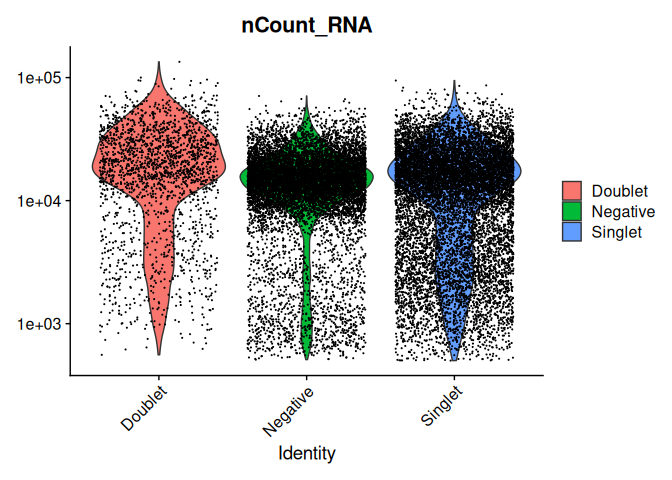 nCount_RNA
1e+05
1e+04
1e+03
Doublet
Negative
Singlet
Identity
Doublet
Negative
Singlet